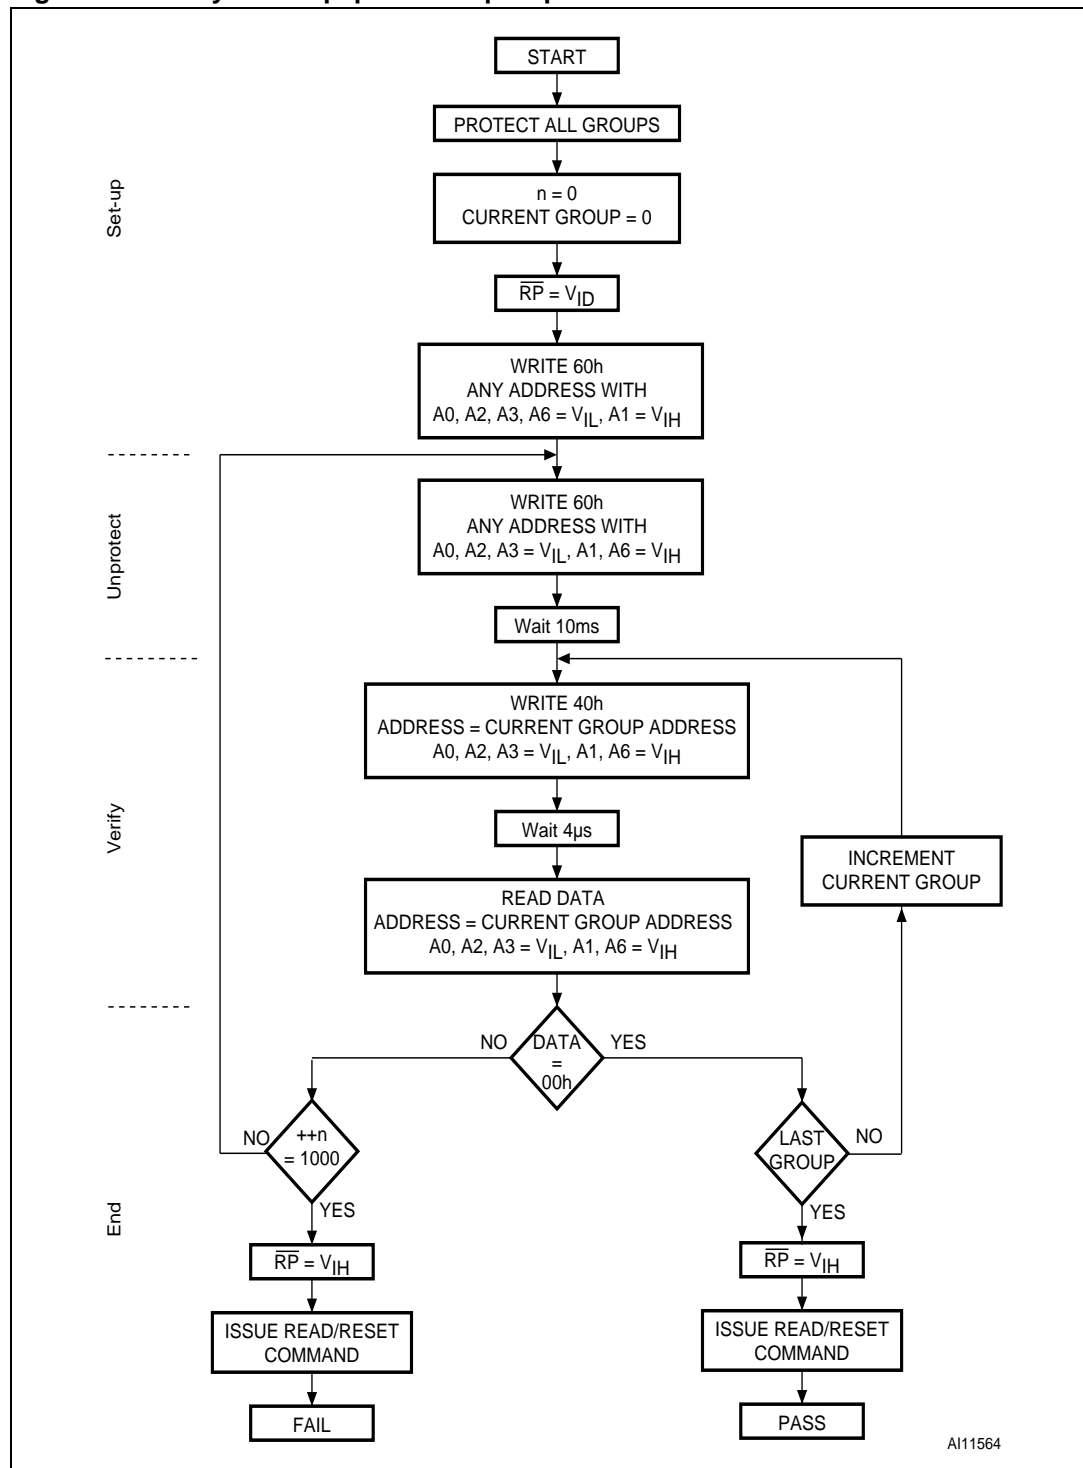 START
PROTECT ALL GROUPS
n = 0
CURRENT GROUP = 0
RP = VID
WRITE 60h
ANY ADDRESS WITH
A0, A2, A3, A6 = VIL, A1 = VIH
Set-up
WRITE 60h
ANY ADDRESS WITH
A0, A2, A3 = VIL, A1, A6 = VIH
Wait 10ms
Unprotect
WRITE 40h
ADDRESS = CURRENT GROUP ADDRESS
A0, A2, A3 = VIL, A1, A6 = VIH
Wait 4µs
READ DATA
ADDRESS = CURRENT GROUP ADDRESS
A0, A2, A3 = VIL, A1, A6 = VIH
Verify
INCREMENT
CURRENT GROUP
NO
DATA
=
00h
YES
NO
++n
= 1000
YES
LAST
GROUP
NO
YES
End
RP = VIH
ISSUE READ/RESET
COMMAND
FAIL
RP = VIH
ISSUE READ/RESET
COMMAND
PASS
AI11564